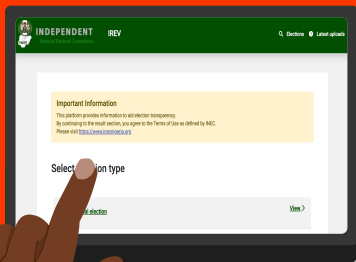 INDEPENDENT
National Electoral Commission
IREV
Elections
Latest uploads
Important Information
This platform provides information to aid election transparency.
By continuing to the result section, you agree to the Terms of Use as defined by INEC.
Please visit https://www.inecnigeria.org
Select ion type
al election
View >